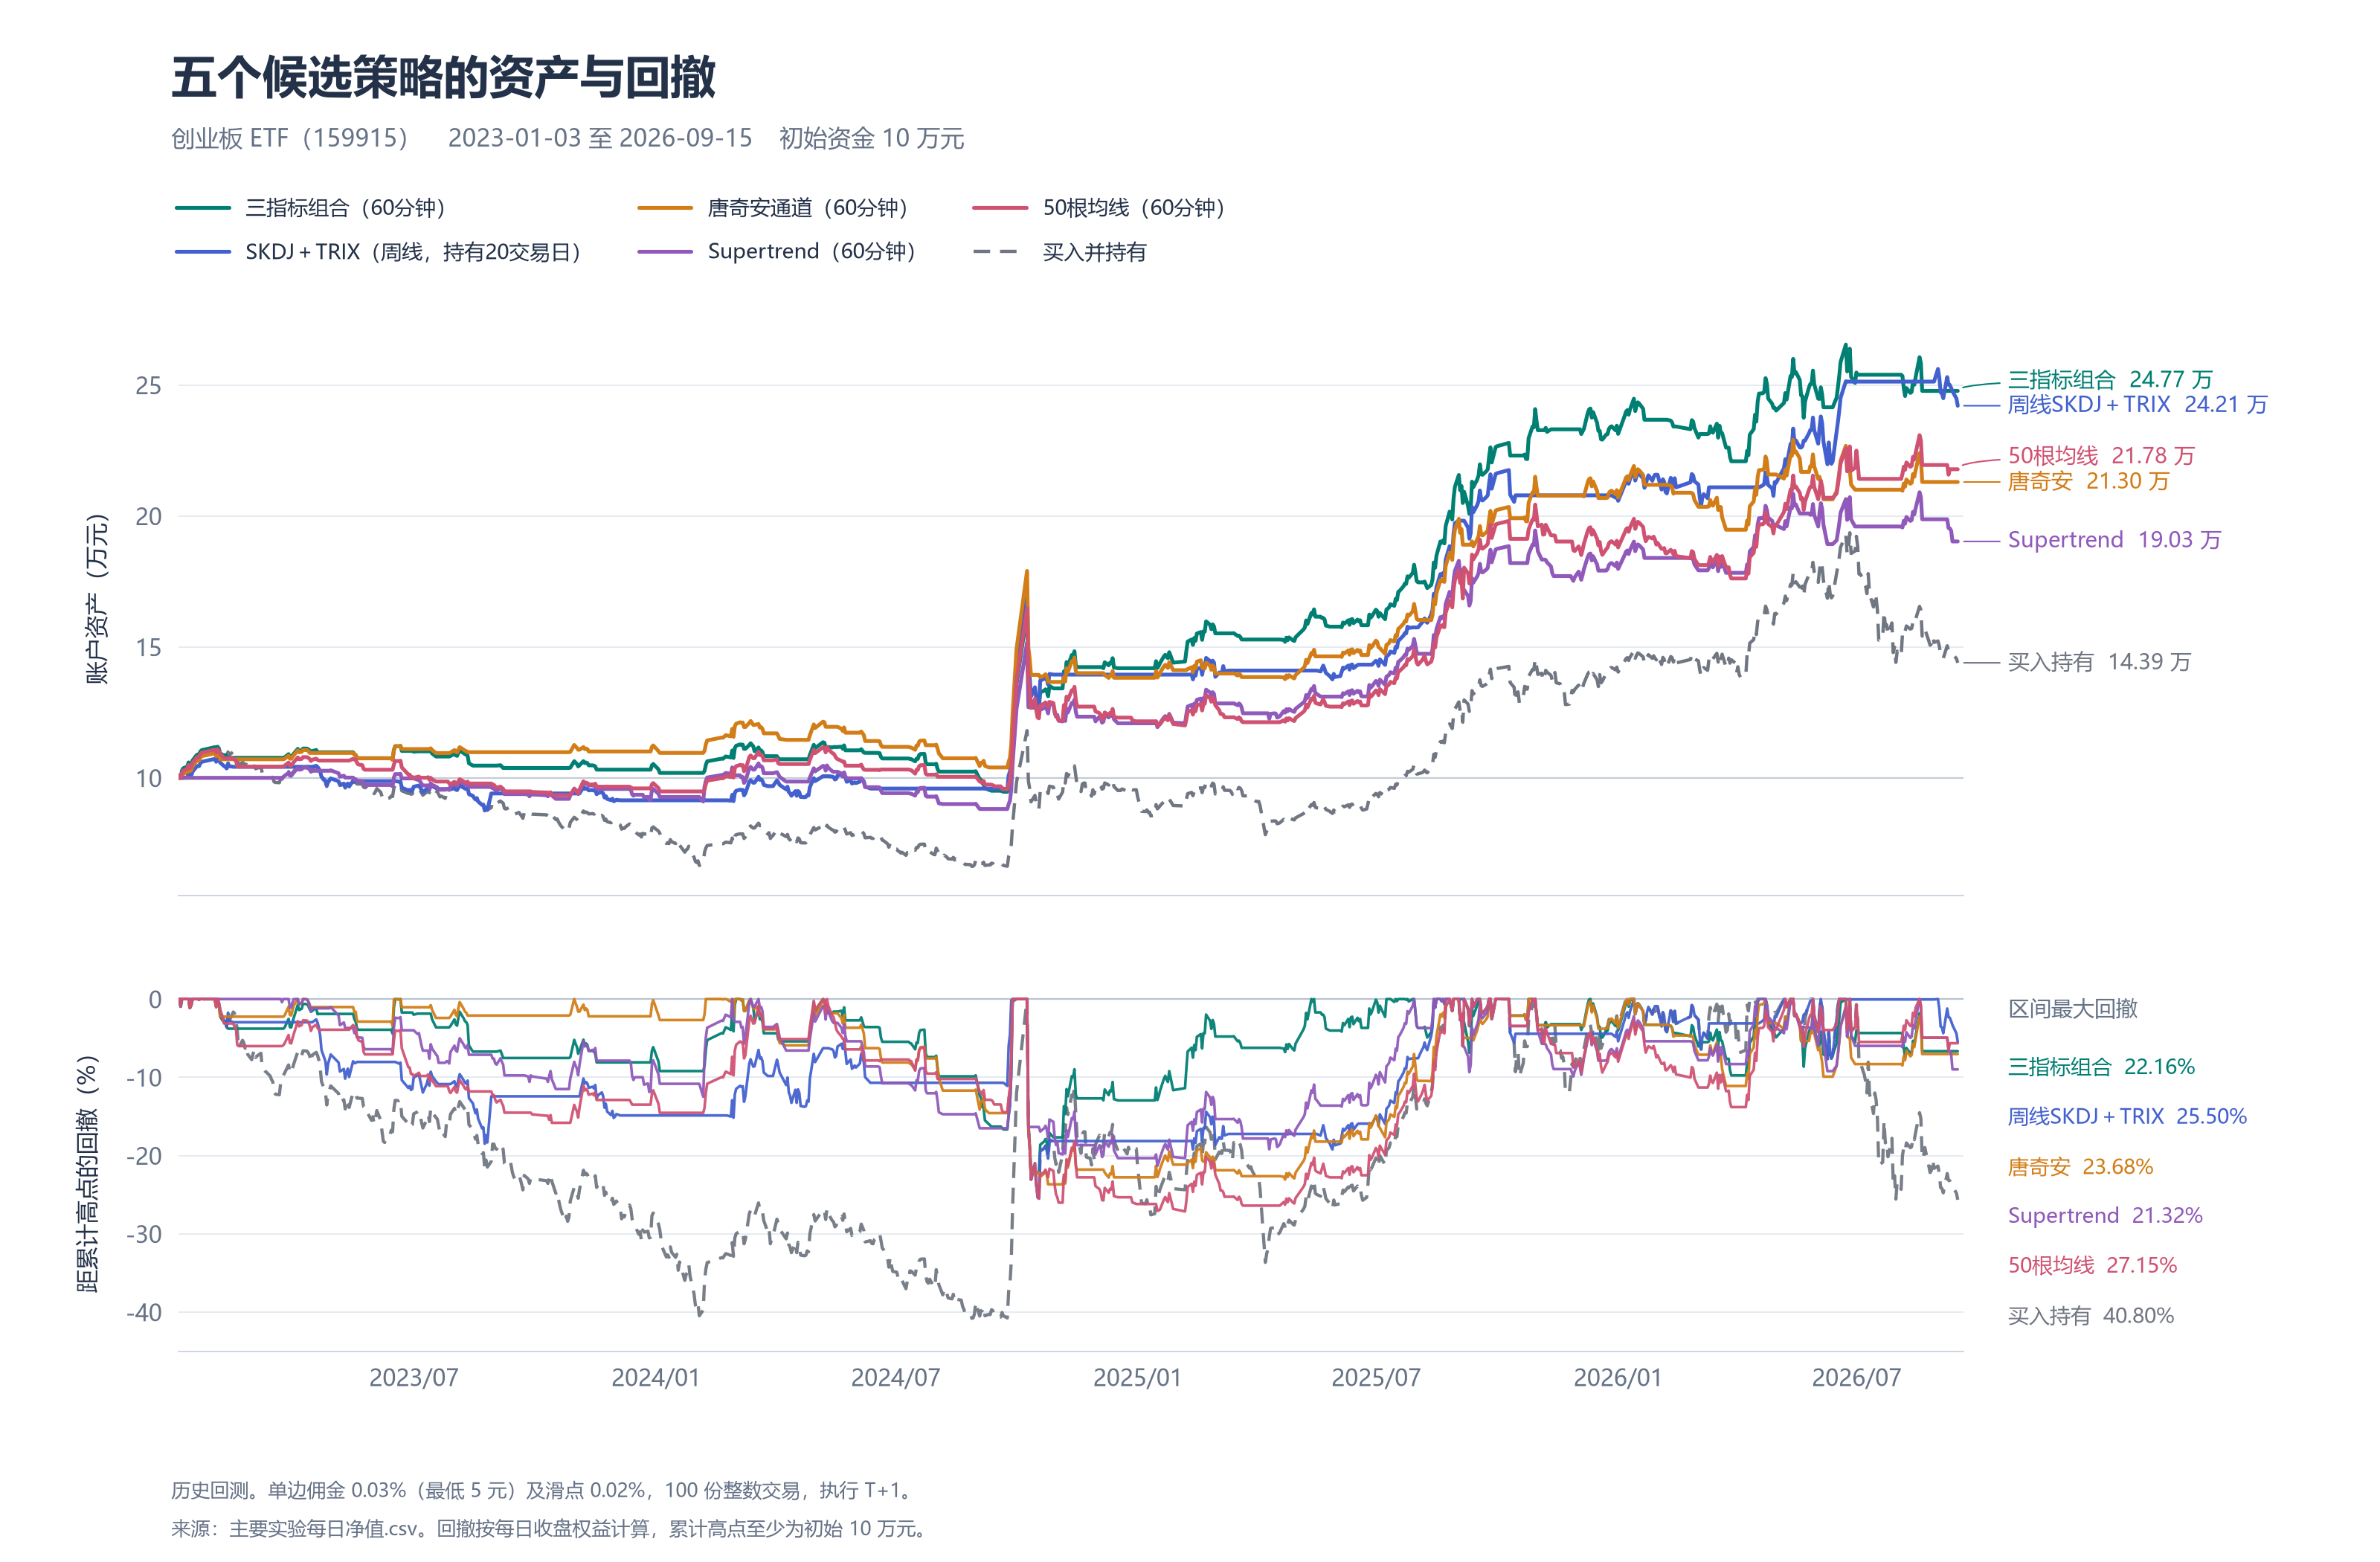 五个候选策略的资产与回撤
创业板 ETF（159915） 2023-01-03 至 2026-09-15 初始资金 10 万元
三指标组合（60分钟） 唐奇安通道（60分钟） 50根均线（60分钟）
SKDJ + TRIX（周线，持有20交易日） Supertrend（60分钟） 买入并持有
账户资产（万元）
25
20
15
10
三指标组合 24.77 万
周线SKDJ + TRIX 24.21 万
50根均线 21.78 万
唐奇安 21.30 万
Supertrend 19.03 万
买入持有 14.39 万
距累计高点的回撤（%）
0
-10
-20
-30
-40
区间最大回撤
三指标组合 22.16%
周线SKDJ + TRIX 25.50%
唐奇安 23.68%
Supertrend 21.32%
50根均线 27.15%
买入持有 40.80%
2023/07 2024/01 2024/07 2025/01 2025/07 2026/01 2026/07
历史回测。单边佣金 0.03%（最低 5 元）及滑点 0.02%，100 份整数交易，执行 T+1。
来源：主要实验每日净值.csv。回撤按每日收盘权益计算，累计高点至少为初始 10 万元。